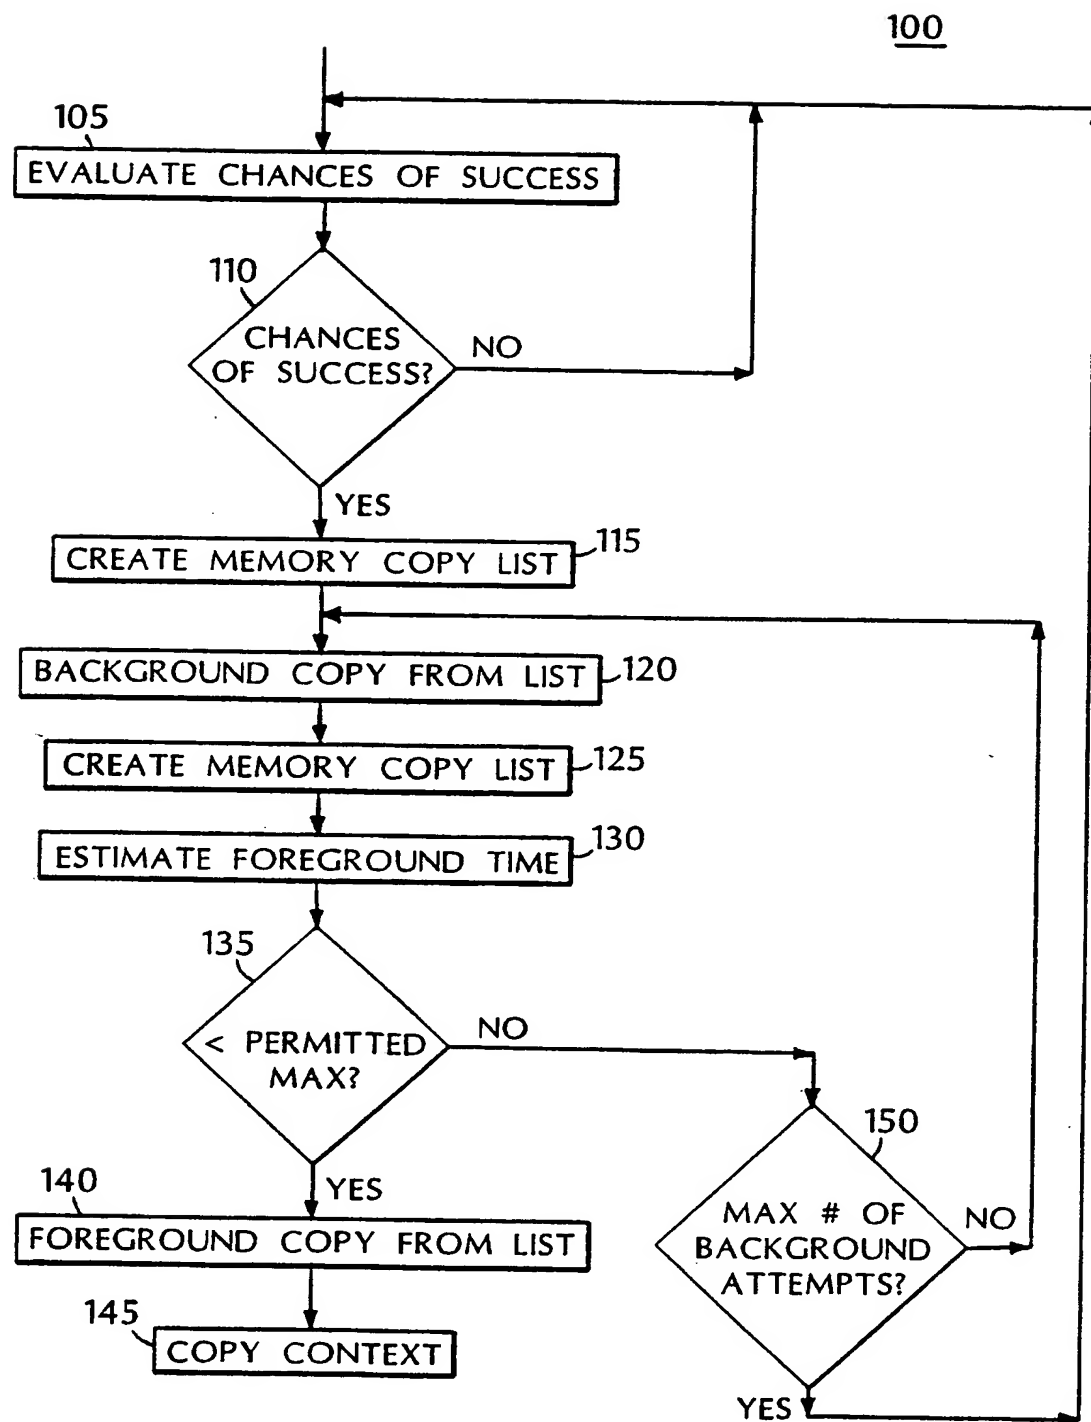 100
105
EVALUATE CHANCES OF SUCCESS
110
CHANCES
OF SUCCESS?
NO
YES
CREATE MEMORY COPY LIST
115
BACKGROUND COPY FROM LIST
120
CREATE MEMORY COPY LIST
125
ESTIMATE FOREGROUND TIME
130
135
< PERMITTED
MAX?
NO
YES
150
MAX # OF
BACKGROUND
ATTEMPTS?
NO
YES
140
FOREGROUND COPY FROM LIST
145
COPY CONTEXT